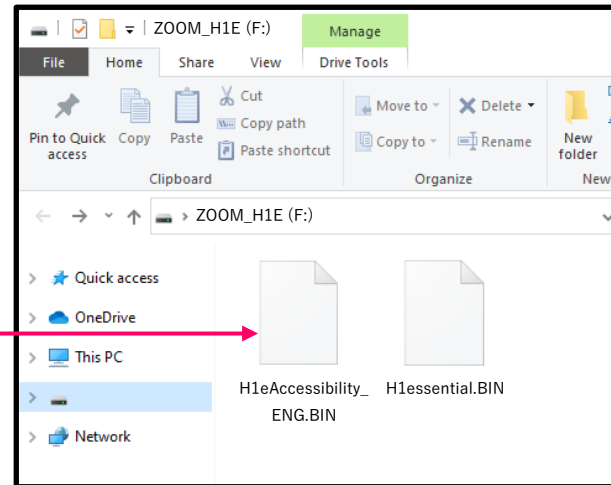 ZOOM_H1E (F:)
Manage
File Home Share View Drive Tools
Pin to Quick access
Copy
Paste
Cut
Copy path
Paste shortcut
Move to
Copy to
Delete
Rename
New folder
Clipboard
Organize
New
ZOOM_H1E (F:)
Quick access
OneDrive
This PC
Network
H1eAccessibility_
ENG.BIN
H1essential.BIN